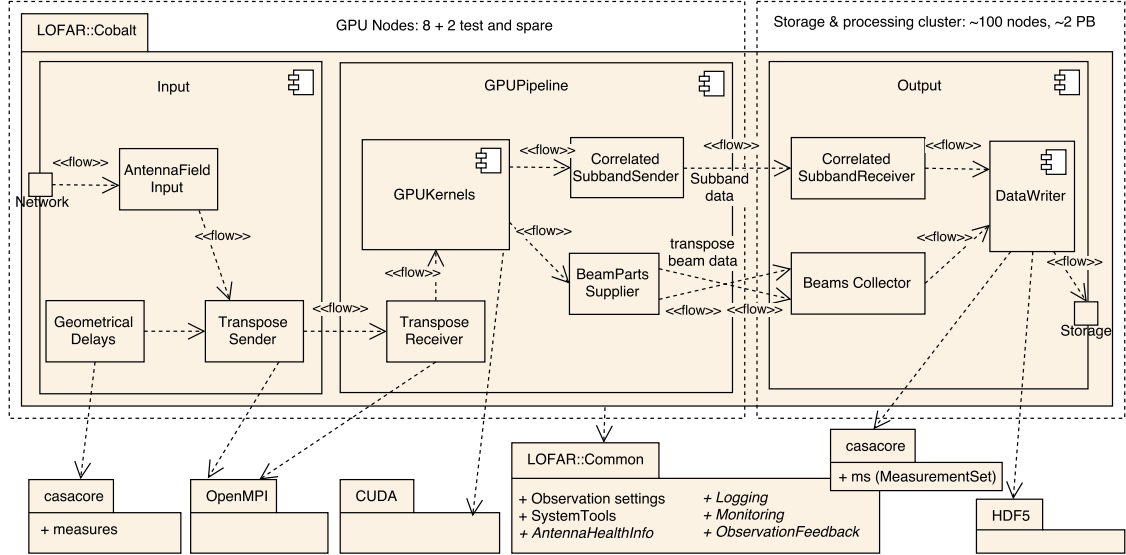 GPU Nodes: 8 + 2 test and spare
Storage & processing cluster: ~100 nodes, ~2 PB
LOFAR::Cobalt
Input
GPUPipeline
Output
<<flow>>
AntennaField
Input
Network
<<flow>>
Geometrical
Delays
Transpose
Sender
<<flow>>
GPUKernels
<<flow>>
Transpose
Receiver
<<flow>>
Correlated
SubbandSender
<<flow>>
BeamParts
Supplier
<<flow>>
Subband
data
transpose
beam data
<<flow>>
<<flow>>
Correlated
SubbandReceiver
<<flow>>
DataWriter
<<flow>>
Beams Collector
<<flow>>
Storage
casacore
+ measures
OpenMPI
CUDA
LOFAR::Common
+ Observation settings
+ SystemTools
+ AntennaHealthInfo
+ Logging
+ Monitoring
+ ObservationFeedback
casacore
+ ms (MeasurementSet)
HDF5